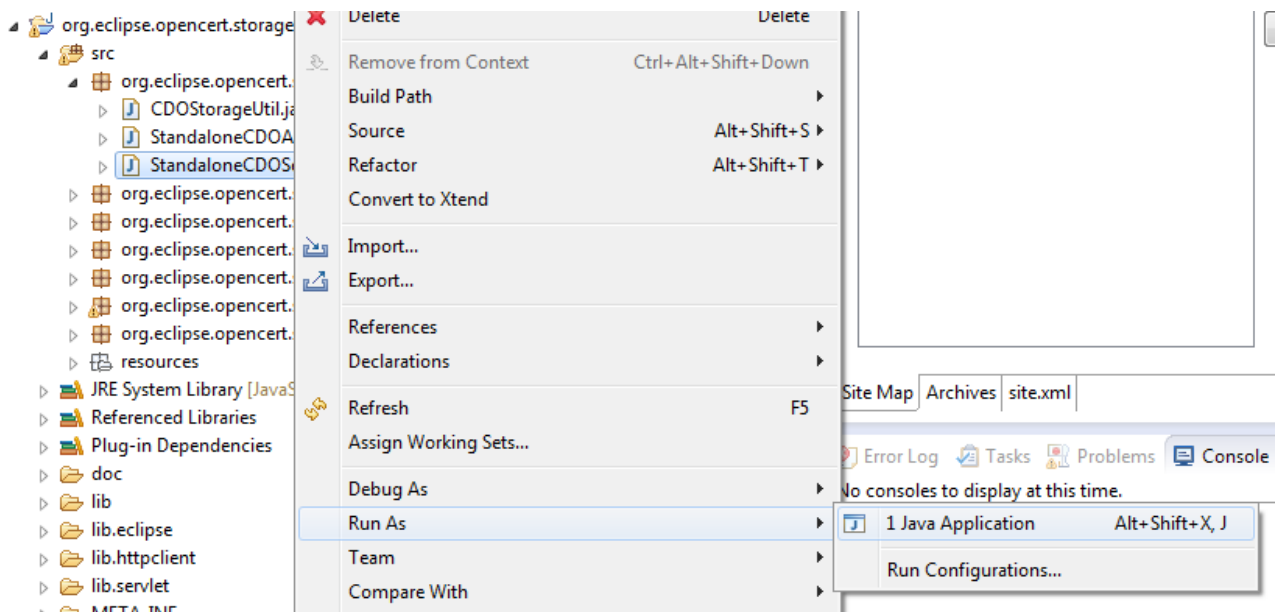 org.eclipse.opencert.storage
src
org.eclipse.opencert.
CDOStorageUtil.ja
StandaloneCDOA
StandaloneCDOSe
org.eclipse.opencert.
org.eclipse.opencert.
org.eclipse.opencert.
org.eclipse.opencert.
org.eclipse.opencert.
org.eclipse.opencert.
resources
JRE System Library [JavaS
Referenced Libraries
Plug-in Dependencies
doc
lib
lib.eclipse
lib.httpclient
lib.servlet
META-INF
Delete Delete
Remove from Context Ctrl+Alt+Shift+Down
Build Path
Source Alt+Shift+S
Refactor Alt+Shift+T
Convert to Xtend
Import...
Export...
References
Declarations
Refresh F5
Assign Working Sets...
Debug As
Run As
Team
Compare With
Site Map Archives site.xml
Error Log Tasks Problems Console
No consoles to display at this time.
1 Java Application Alt+Shift+X, J
Run Configurations...